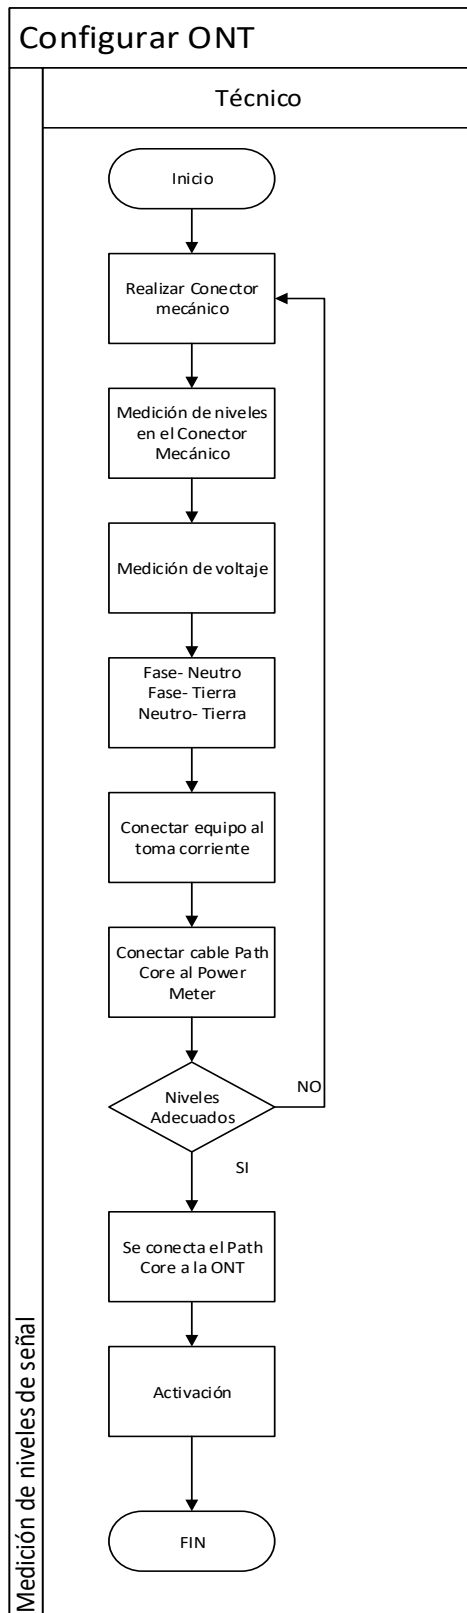 Configurar ONT
Técnico
Inicio
Realizar Conector
mecánico
Medición de niveles
en el Conector
Mecánico
Medición de voltaje
Fase- Neutro
Fase- Tierra
Neutro- Tierra
Conectar equipo al
toma corriente
Conectar cable Path
Core al Power
Meter
Niveles
Adecuados
NO
SI
Se conecta el Path
Core a la ONT
Activación
FIN
Medición de niveles de señal